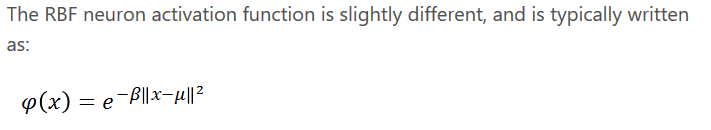 The RBF neuron activation function is slightly different, and is typically written
as:
φ(x) = e^{−β‖x−μ‖²}